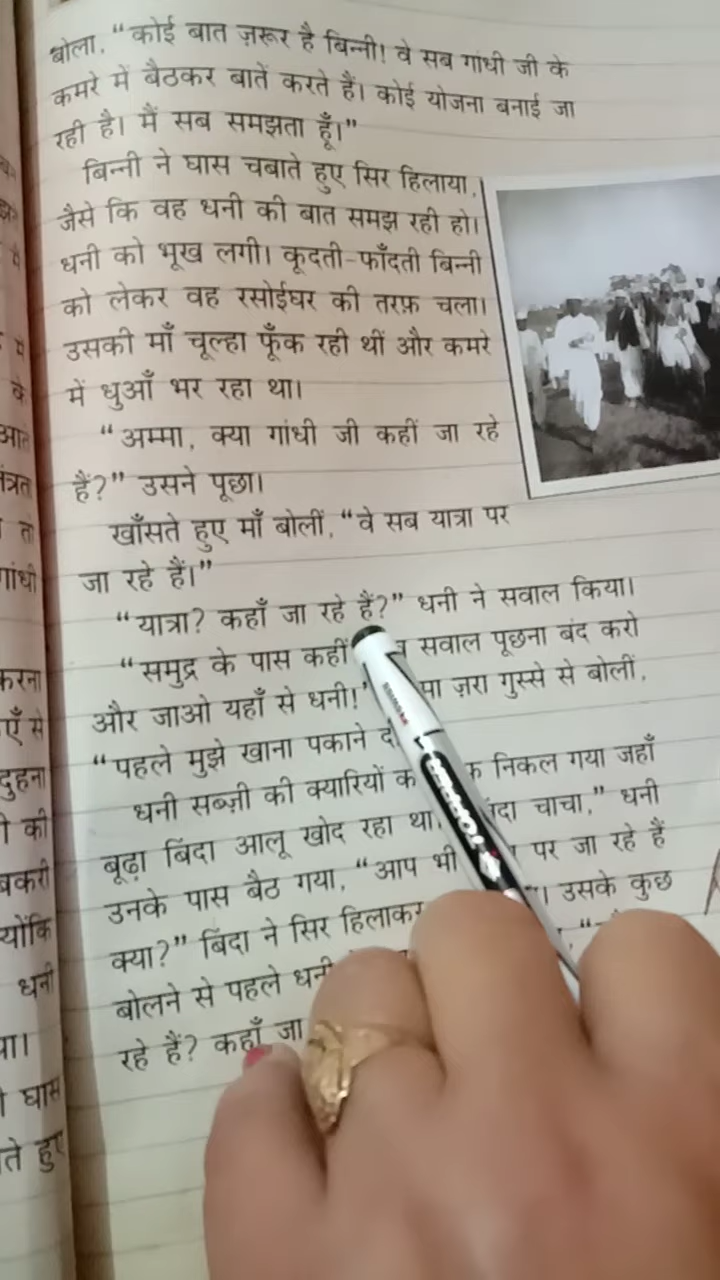 बोला, “कोई बात ज़रूर है बिन्नी! वे सब गांधी जी के
कमरे में बैठकर बातें करते हैं। कोई योजना बनाई जा
रही है। मैं सब समझता हूँ।”
बिन्नी ने घास चबाते हुए सिर हिलाया,
जैसे कि वह धनी की बात समझ रही हो।
धनी को भूख लगी। कूदती-फाँदती बिन्नी
को लेकर वह रसोईघर की तरफ़ चला।
उसकी माँ चूल्हा फूँक रही थीं और कमरे
में धुआँ भर रहा था।
“अम्मा, क्या गांधी जी कहीं जा रहे
हैं?” उसने पूछा।
खाँसते हुए माँ बोलीं, “वे सब यात्रा पर
जा रहे हैं।”
“यात्रा? कहाँ जा रहे हैं?” धनी ने सवाल किया।
“समुद्र के पास कहीं सवाल पूछना बंद करो
और जाओ यहाँ से धनी!” ज़रा गुस्से से बोलीं,
“पहले मुझे खाना पकाने
धनी सब्ज़ी की क्यारियों निकल गया जहाँ
बूढ़ा बिंदा आलू खोद रहा था। चाचा,” धनी
उनके पास बैठ गया, “आप भी पर जा रहे हैं
क्या?” बिंदा ने सिर हिलाकर उसके कुछ
बोलने से पहले धनी
रहे हैं? कहाँ जा